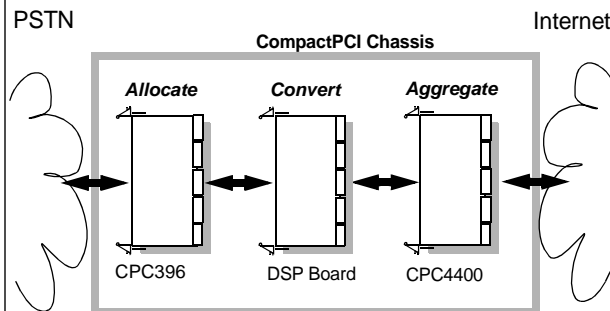 PSTN
Internet
CompactPCI Chassis
Allocate
Convert
Aggregate
CPC396
DSP Board
CPC4400